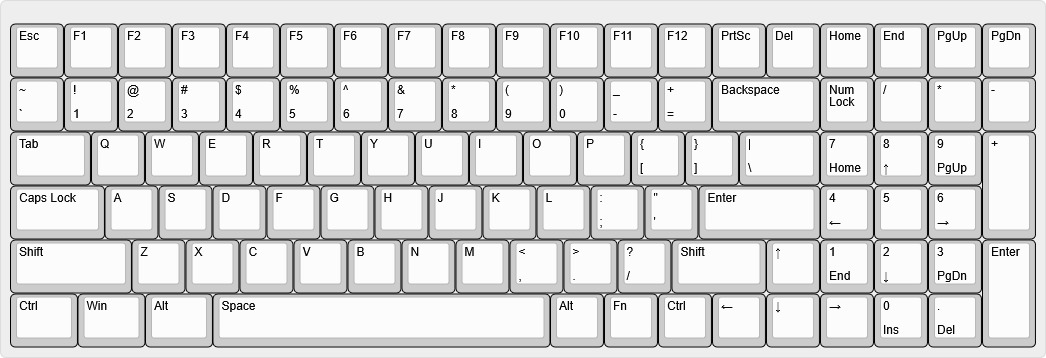 Esc F1 F2 F3 F4 F5 F6 F7 F8 F9 F10 F11 F12 PrtSc Del Home End PgUp PgDn
~ ! @ # $ % ^ & * ( ) _ + Backspace Num Lock / * -
` 1 2 3 4 5 6 7 8 9 0 - =
Tab Q W E R T Y U I O P { } | 7 8 9 +
[ ] \ Home ↑ PgUp
Caps Lock A S D F G H J K L : " Enter 4 5 6
; ' ← →
Shift Z X C V B N M < > ? Shift ↑ 1 2 3 Enter
, . / End ↓ PgDn
Ctrl Win Alt Space Alt Fn Ctrl ← ↓ → 0 .
Ins Del